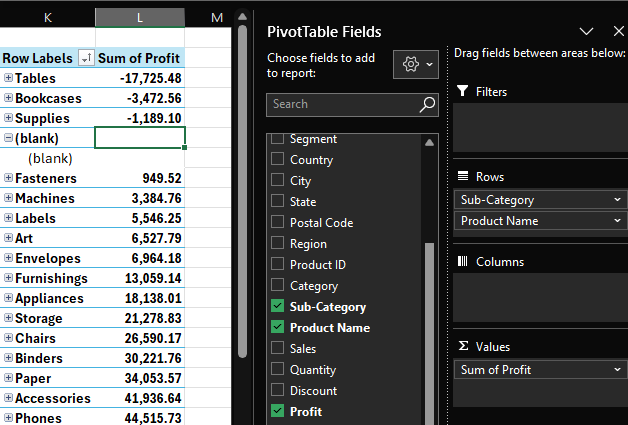 K L M
Row Labels Sum of Profit
Tables -17,725.48
Bookcases -3,472.56
Supplies -1,189.10
(blank)
(blank)
Fasteners 949.52
Machines 3,384.76
Labels 5,546.25
Art 6,527.79
Envelopes 6,964.18
Furnishings 13,059.14
Appliances 18,138.01
Storage 21,278.83
Chairs 26,590.17
Binders 30,221.76
Paper 34,053.57
Accessories 41,936.64
Phones 44,515.73
PivotTable Fields
Choose fields to add
to report:
Search
Segment
Country
City
State
Postal Code
Region
Product ID
Category
Sub-Category
Product Name
Sales
Quantity
Discount
Profit
Drag fields between areas below:
Filters
Rows
Sub-Category
Product Name
Columns
Σ Values
Sum of Profit